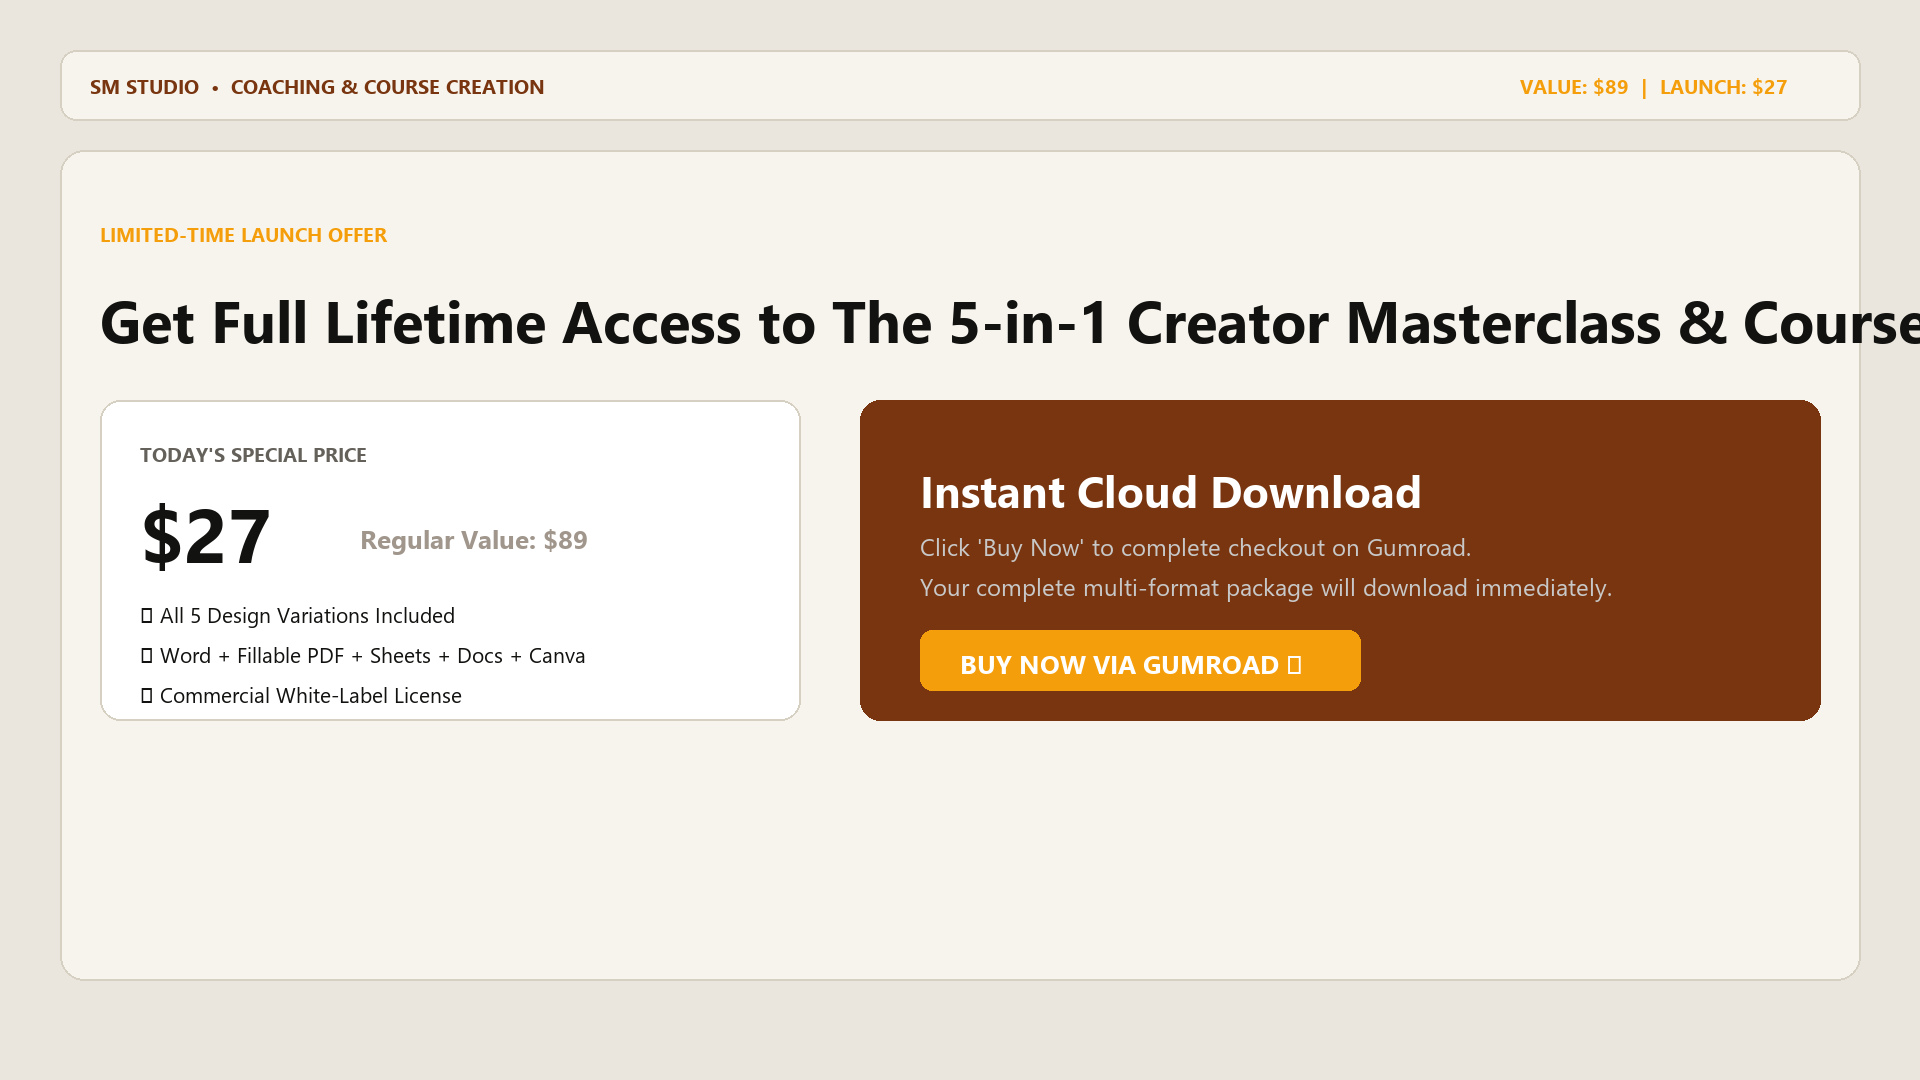 SM STUDIO • COACHING & COURSE CREATION
VALUE: $89 | LAUNCH: $27
LIMITED-TIME LAUNCH OFFER
Get Full Lifetime Access to The 5-in-1 Creator Masterclass & Course
TODAY'S SPECIAL PRICE
$27
Regular Value: $89
▯ All 5 Design Variations Included
▯ Word + Fillable PDF + Sheets + Docs + Canva
▯ Commercial White-Label License
Instant Cloud Download
Click 'Buy Now' to complete checkout on Gumroad.
Your complete multi-format package will download immediately.
BUY NOW VIA GUMROAD ▯